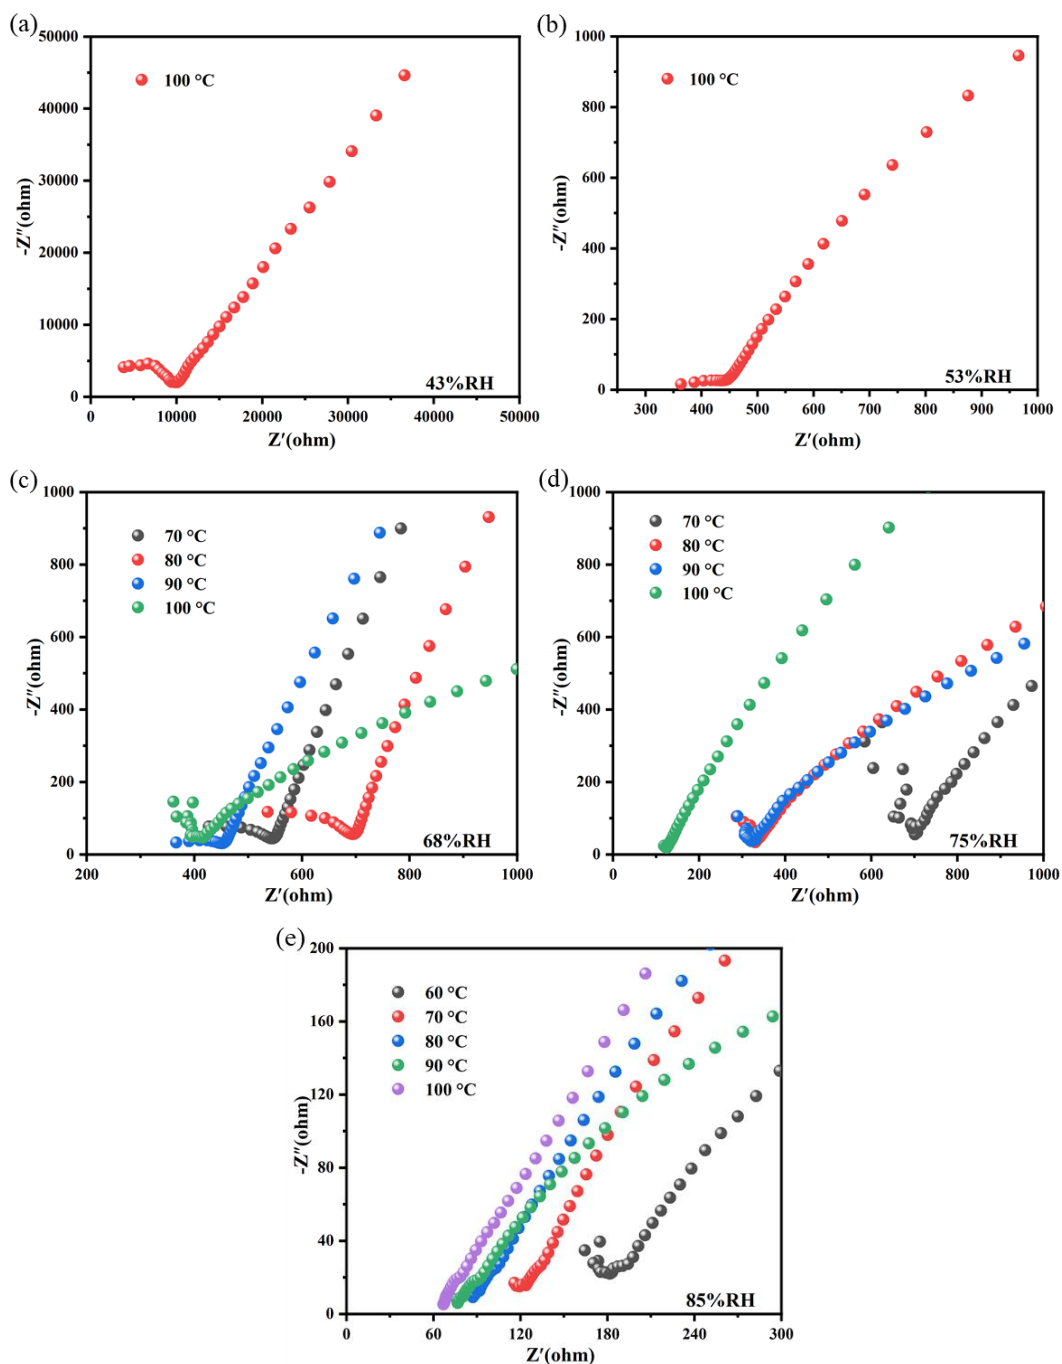 (a)
50000
40000
30000
20000
10000
0
-Z″(ohm)
100 °C
43%RH
0 10000 20000 30000 40000 50000
Z′(ohm)
(b)
1000
800
600
400
200
0
-Z″(ohm)
100 °C
53%RH
300 400 500 600 700 800 900 1000
Z′(ohm)
(c)
1000
800
600
400
200
0
-Z″(ohm)
70 °C
80 °C
90 °C
100 °C
68%RH
200 400 600 800 1000
Z′(ohm)
(d)
1000
800
600
400
200
0
-Z″(ohm)
70 °C
80 °C
90 °C
100 °C
75%RH
0 200 400 600 800 1000
Z′(ohm)
(e)
200
160
120
80
40
0
-Z″(ohm)
60 °C
70 °C
80 °C
90 °C
100 °C
85%RH
0 60 120 180 240 300
Z′(ohm)